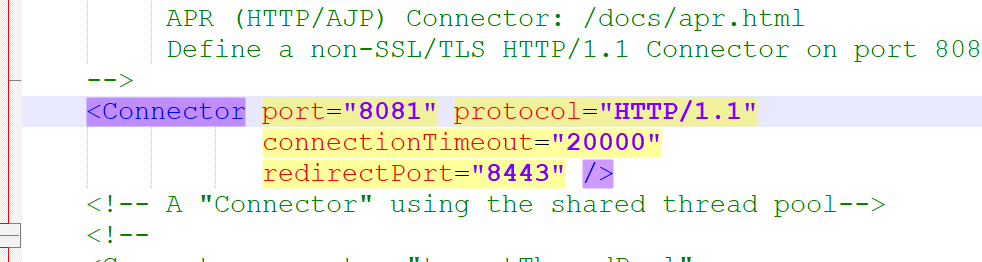 APR (HTTP/AJP) Connector: /docs/apr.html
Define a non-SSL/TLS HTTP/1.1 Connector on port 808
-->
<Connector port="8081" protocol="HTTP/1.1"
connectionTimeout="20000"
redirectPort="8443" />
<!-- A "Connector" using the shared thread pool-->
<!--